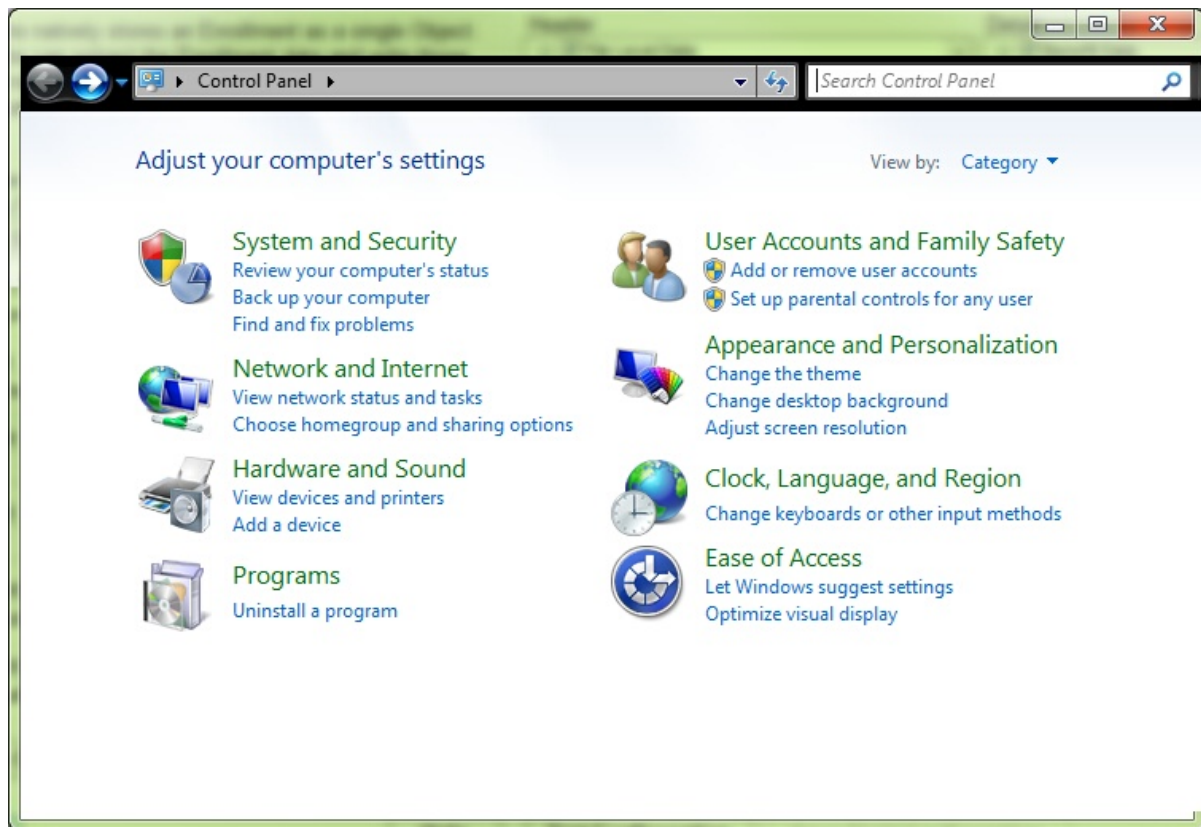 Control Panel
Search Control Panel
Adjust your computer's settings
View by: Category
System and Security
Review your computer's status
Back up your computer
Find and fix problems
Network and Internet
View network status and tasks
Choose homegroup and sharing options
Hardware and Sound
View devices and printers
Add a device
Programs
Uninstall a program
User Accounts and Family Safety
Add or remove user accounts
Set up parental controls for any user
Appearance and Personalization
Change the theme
Change desktop background
Adjust screen resolution
Clock, Language, and Region
Change keyboards or other input methods
Ease of Access
Let Windows suggest settings
Optimize visual display